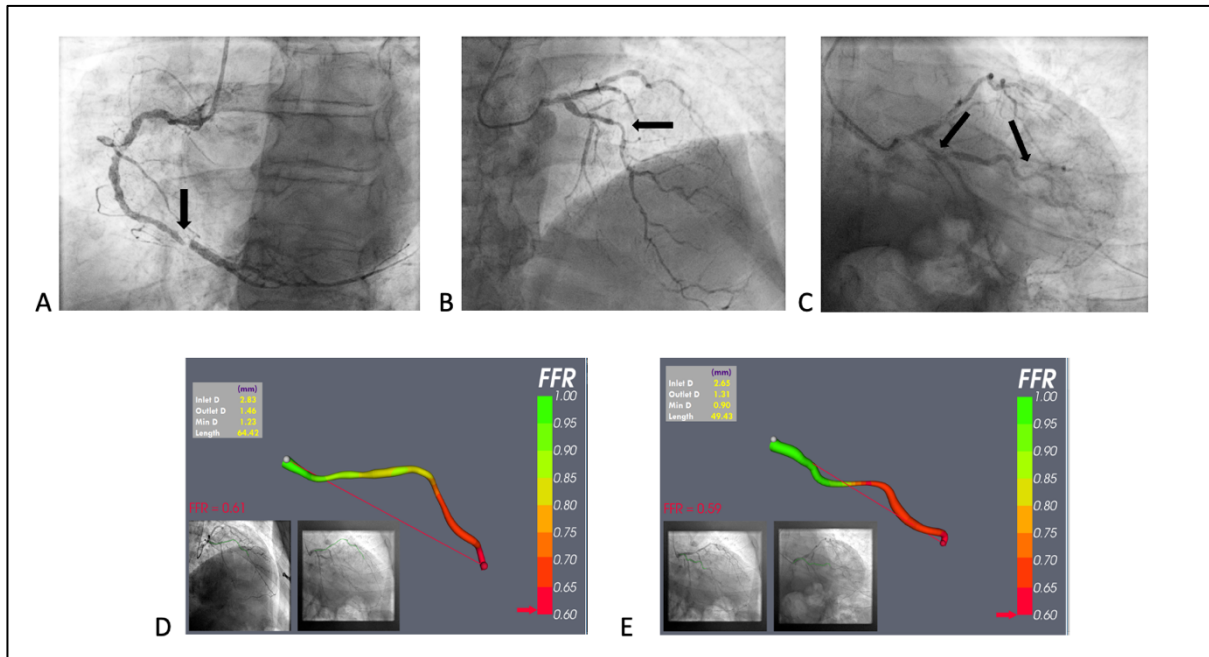 A
B
C
(mm)
Inlet D 2.83
Outlet D 1.46
Min D 1.23
Length 64.42
FFR = 0.61
FFR
1.00
0.95
0.90
0.85
0.80
0.75
0.70
0.65
0.60
D
(mm)
Inlet D 2.65
Outlet D 1.31
Min D 0.90
Length 49.43
FFR = 0.59
FFR
1.00
0.95
0.90
0.85
0.80
0.75
0.70
0.65
0.60
E